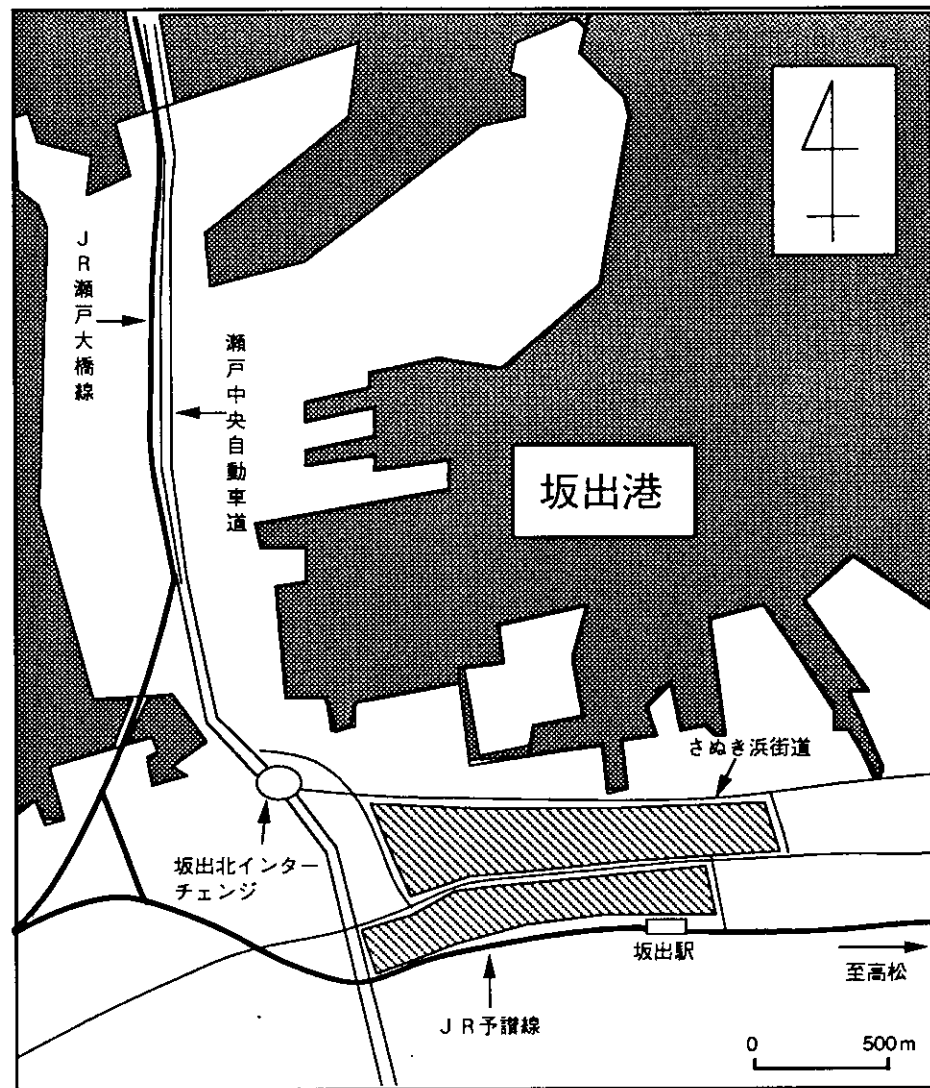 JR瀬戸大橋線
瀬戸中央自動車道
坂出港
さぬき浜街道
坂出北インター
チェンジ
坂出駅
至高松
JR予讃線
0 500m